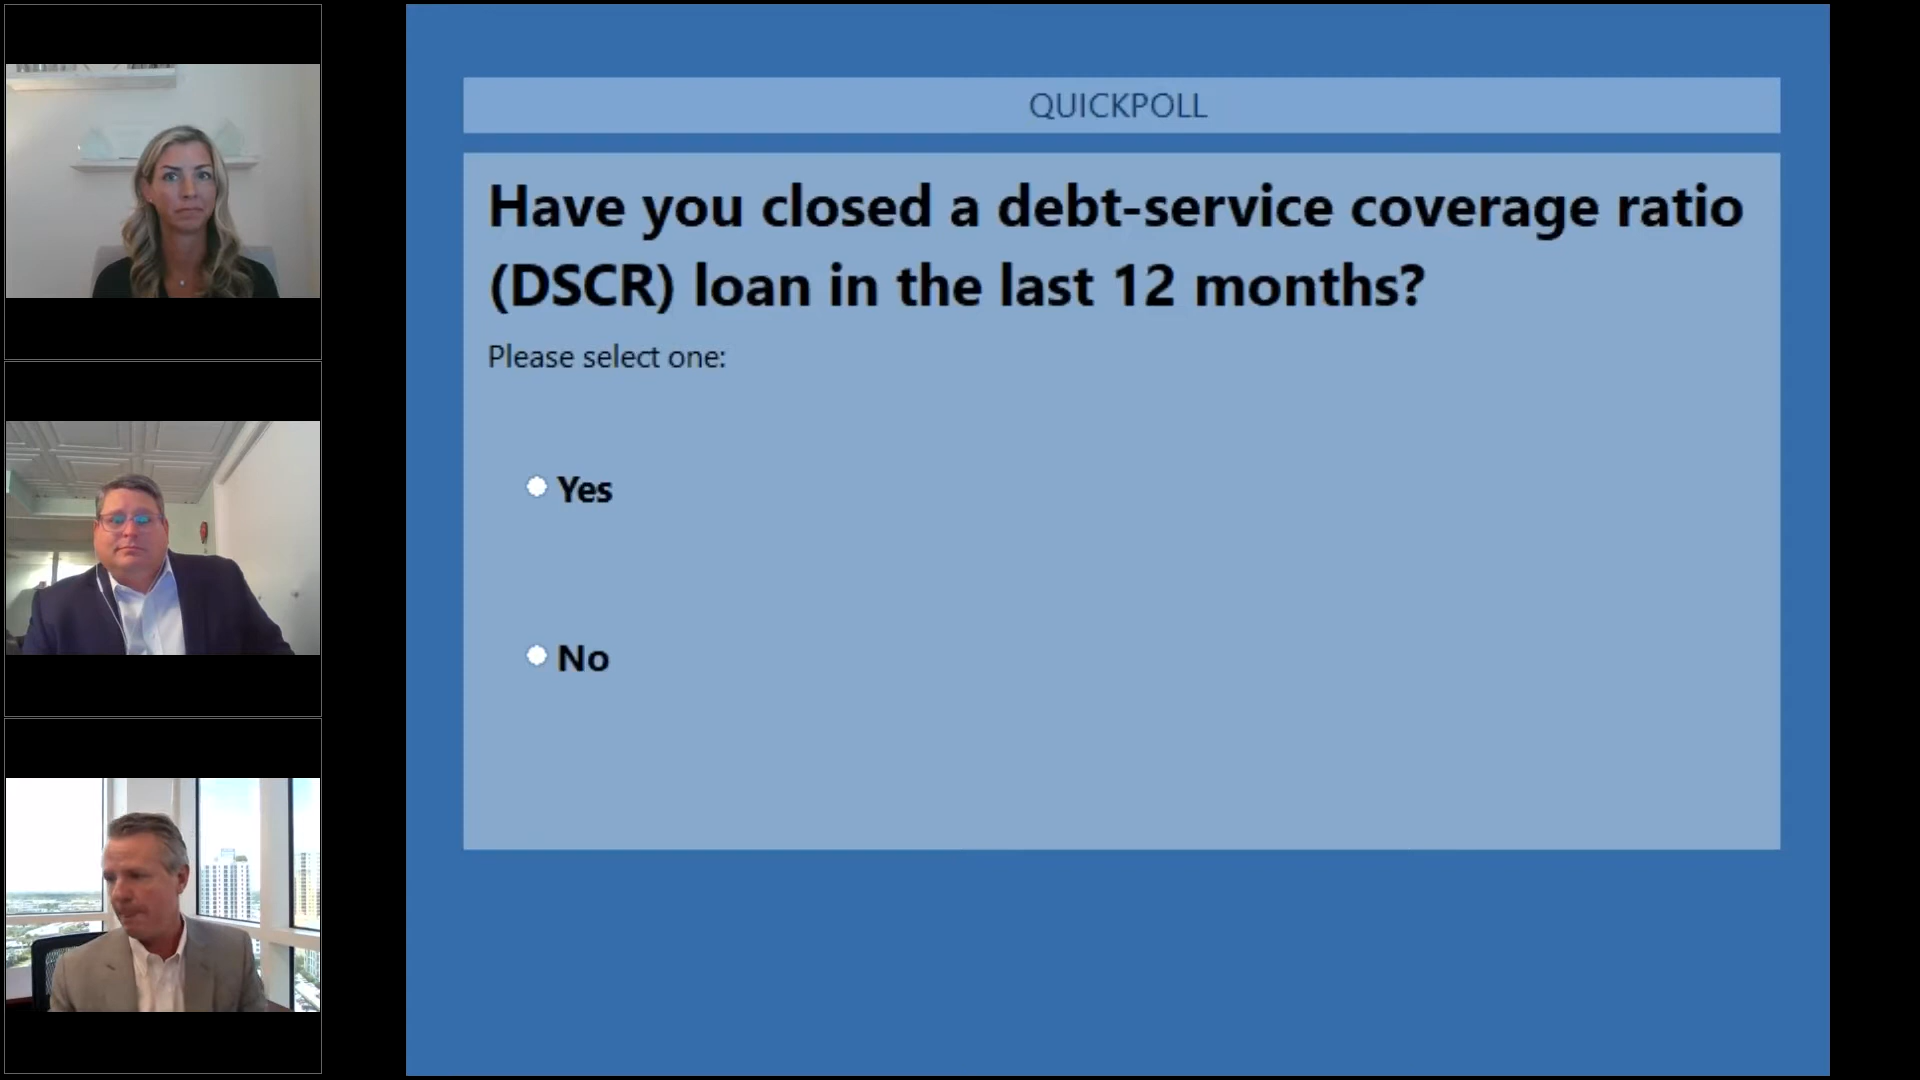 QUICKPOLL
Have you closed a debt-service coverage ratio
(DSCR) loan in the last 12 months?
Please select one:
Yes
No